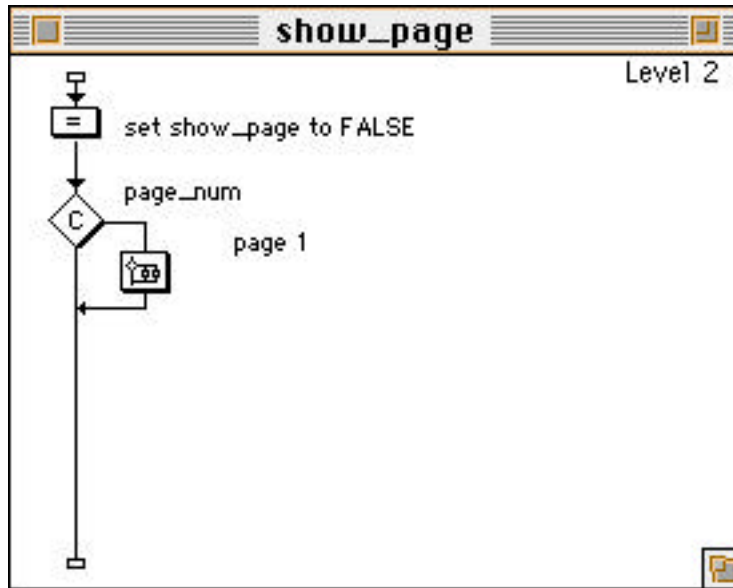 show_page
Level 2
=
set show_page to FALSE
page_num
C
page 1